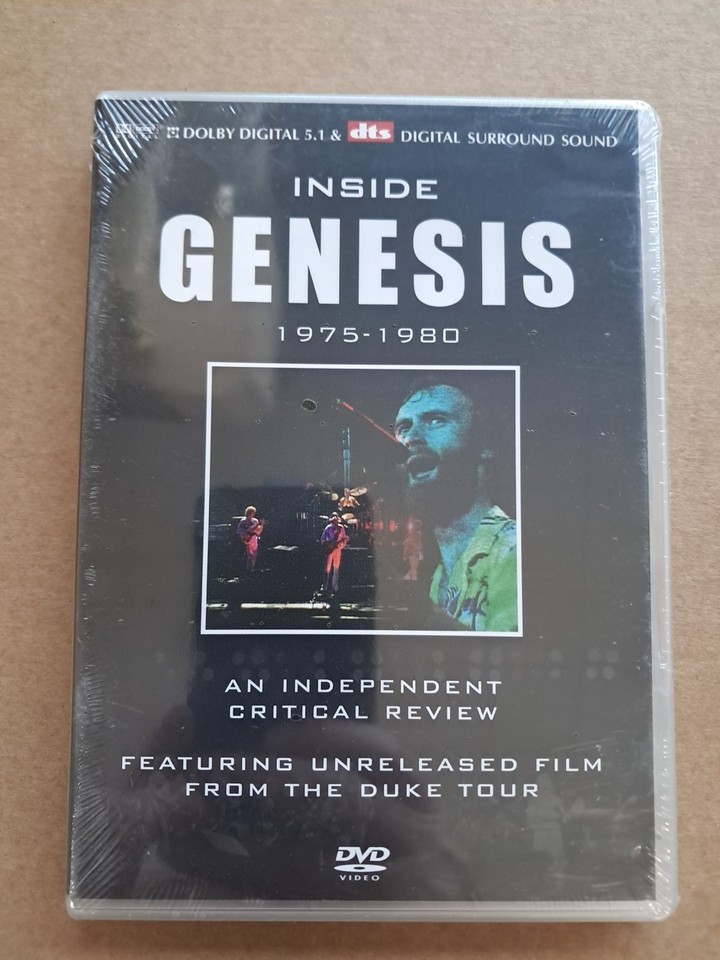 DOLBY DIGITAL 5.1 & dts DIGITAL SURROUND SOUND
INSIDE
GENESIS
1975-1980
AN INDEPENDENT
CRITICAL REVIEW
FEATURING UNRELEASED FILM
FROM THE DUKE TOUR
DVD
VIDEO